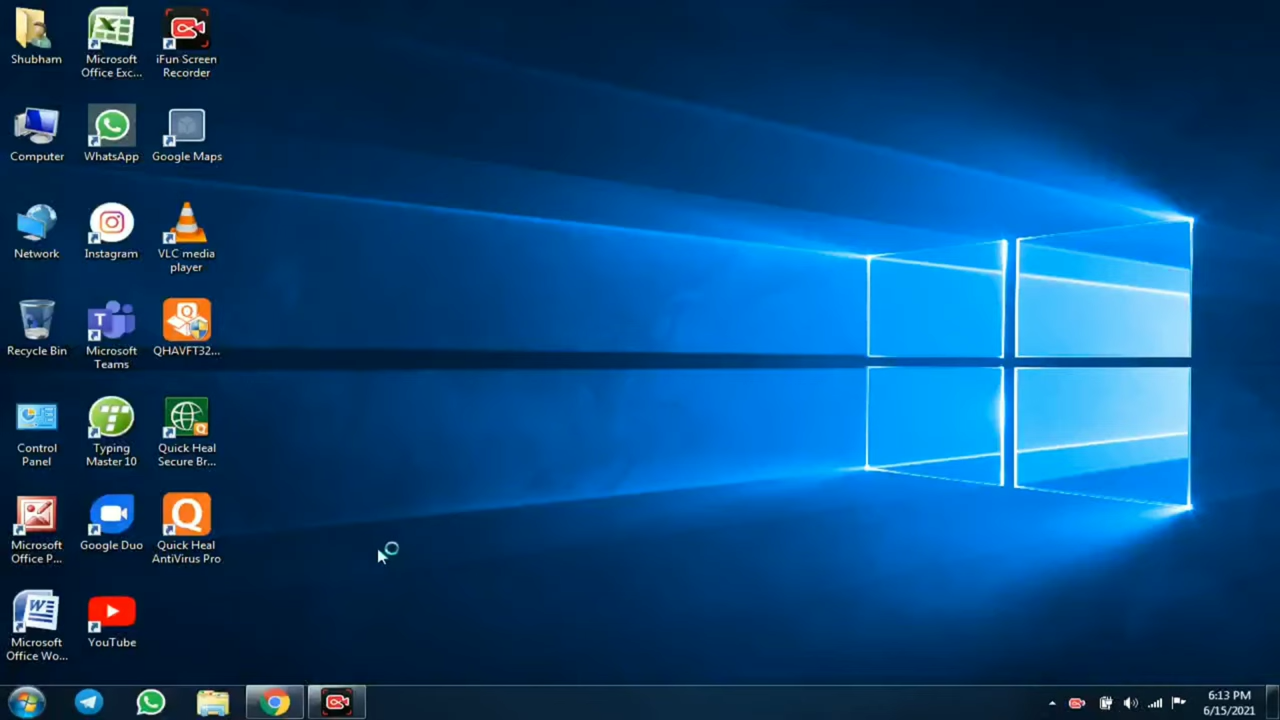 Shubham
Microsoft
Office Exc...
iFun Screen
Recorder
Computer
WhatsApp
Google Maps
Network
Instagram
VLC media
player
Recycle Bin
Microsoft
Teams
QHAVFT32...
Control
Panel
Typing
Master 10
Quick Heal
Secure Br...
Microsoft
Office P...
Google Duo
Quick Heal
AntiVirus Pro
Microsoft
Office Wo...
YouTube
6:13 PM
6/15/2021